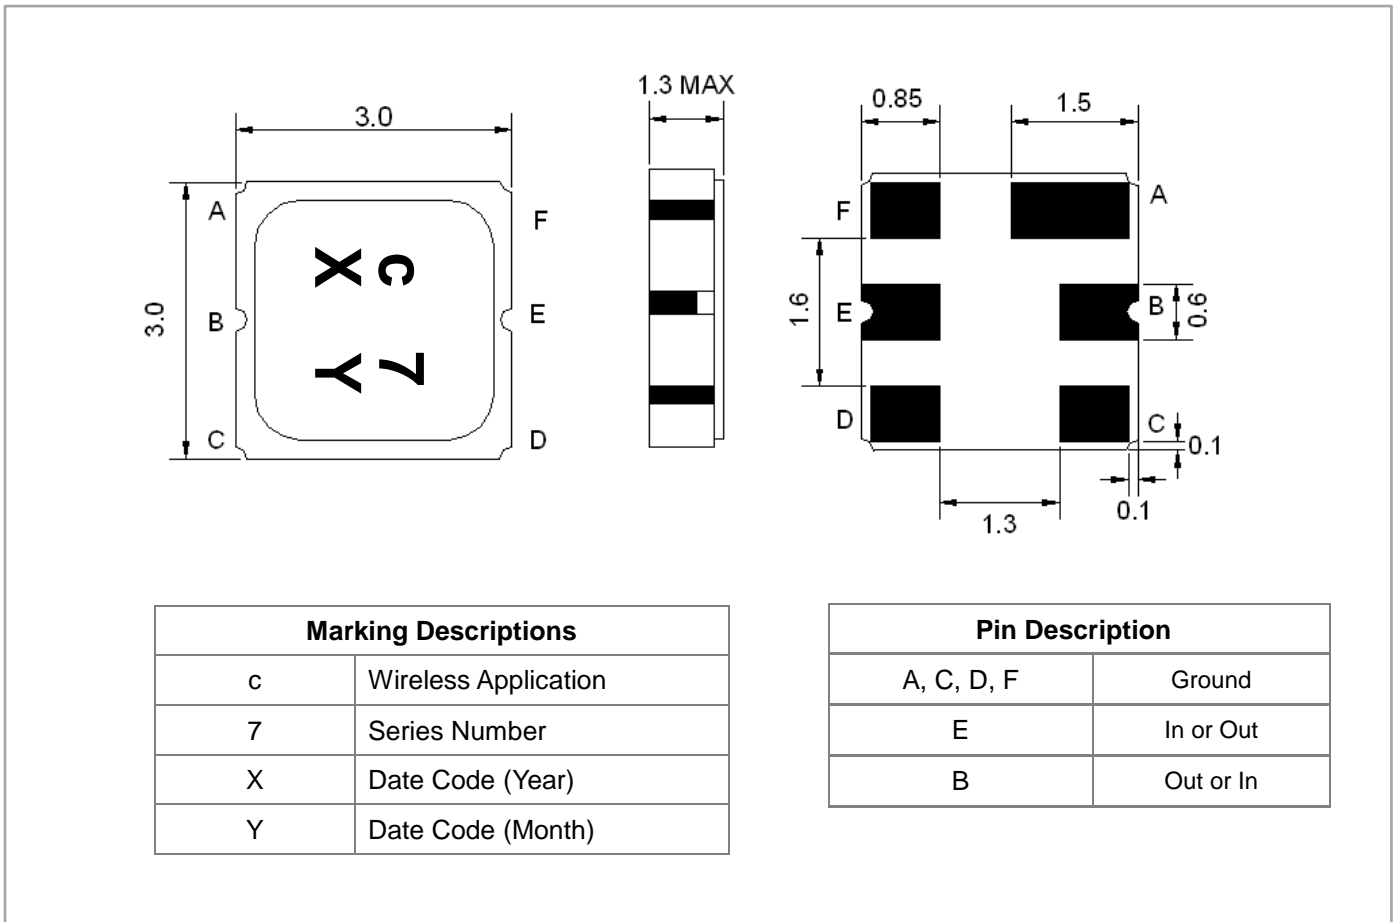 1.3 MAX
3.0
0.85
1.5
3.0
A
B
C
F
E
D
c
X
7
Y
F
E
D
A
B
C
1.6
0.6
0.1
0.1
1.3
Marking Descriptions
c Wireless Application
7 Series Number
X Date Code (Year)
Y Date Code (Month)
Pin Description
A, C, D, F Ground
E In or Out
B Out or In